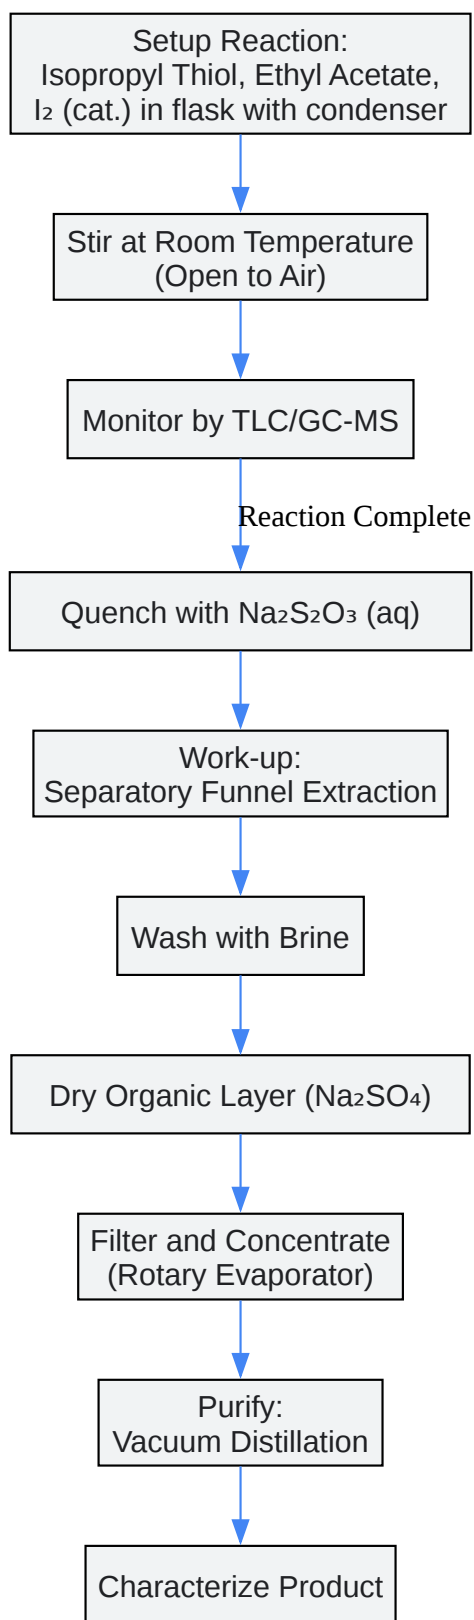 Setup Reaction:
Isopropyl Thiol, Ethyl Acetate,
I₂ (cat.) in flask with condenser
Stir at Room Temperature
(Open to Air)
Monitor by TLC/GC-MS
Reaction Complete
Quench with Na₂S₂O₃ (aq)
Work-up:
Separatory Funnel Extraction
Wash with Brine
Dry Organic Layer (Na₂SO₄)
Filter and Concentrate
(Rotary Evaporator)
Purify:
Vacuum Distillation
Characterize Product